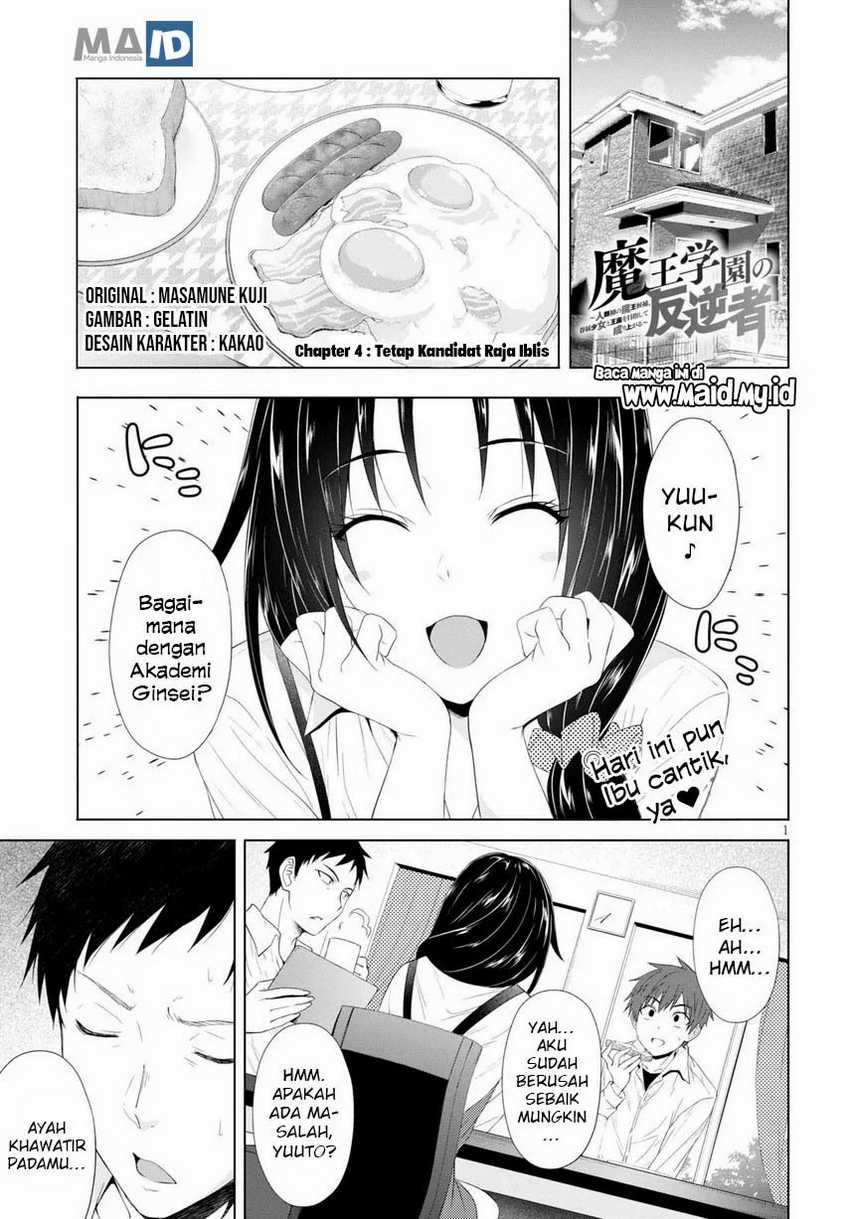 MAID
Manga Indonesia
魔王学園の
反逆者
ORIGINAL : MASAMUNE KUJI
GAMBAR : GELATIN
DESAIN KARAKTER : KAKAO
Chapter 4 : Tetap Kandidat Raja Iblis
Baca Manga ini di
www.Maid.my.id
YUU-
KUN
♪
Bagai-
mana
dengan
Akademi
Ginsei?
Hari ini pun
Ibu cantik,
ya♥
1
EH...
AH...
HMM...
YAH...
AKU
SUDAH
BERUSAH
SEBAIK
MUNGKIN
...
HMM.
APAKAH
ADA MA-
SALAH,
YUUTO?
AYAH
KHAWATIR
PADAMU...